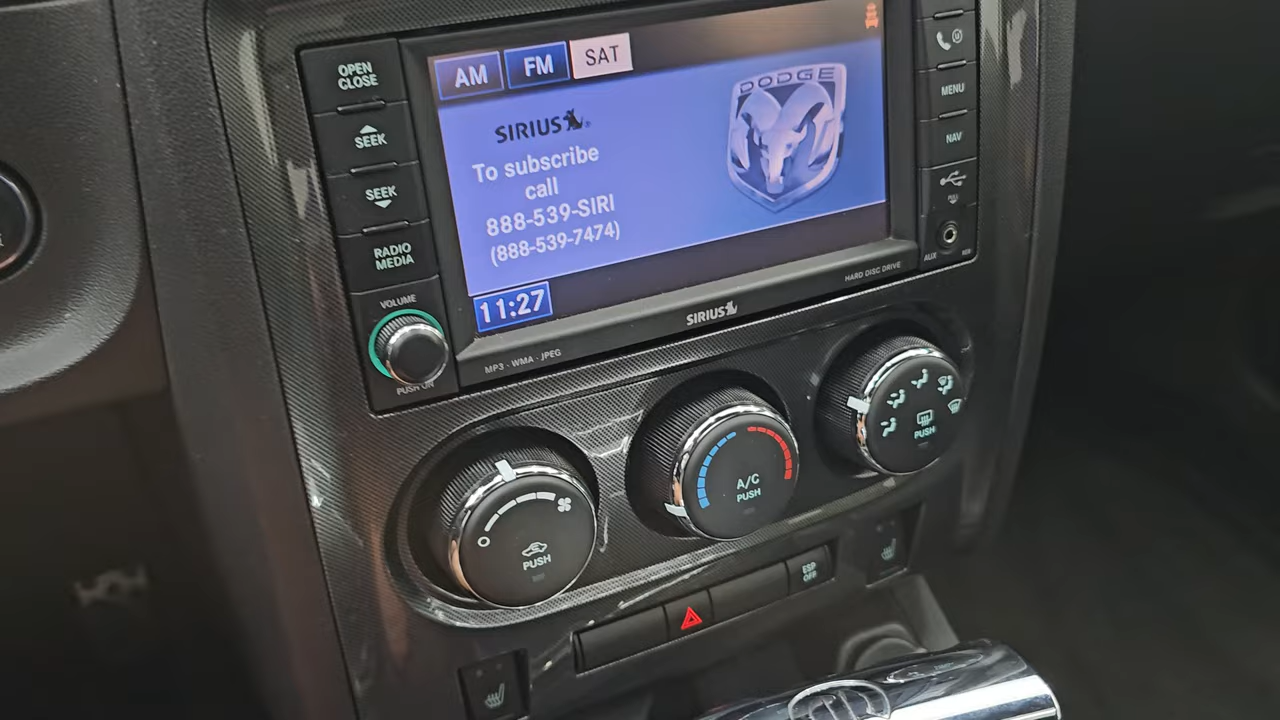 OPEN
CLOSE
SEEK
SEEK
RADIO
MEDIA
VOLUME
PUSH ON
AM FM SAT
DODGE
SIRIUS
To subscribe
call
888-539-SIRI
(888-539-7474)
11:27
MP3 · WMA · JPEG
SIRIUS
HARD DISC DRIVE
MENU
NAV
PULL
AUX
PUSH
A/C
PUSH
PUSH
ESP
OFF